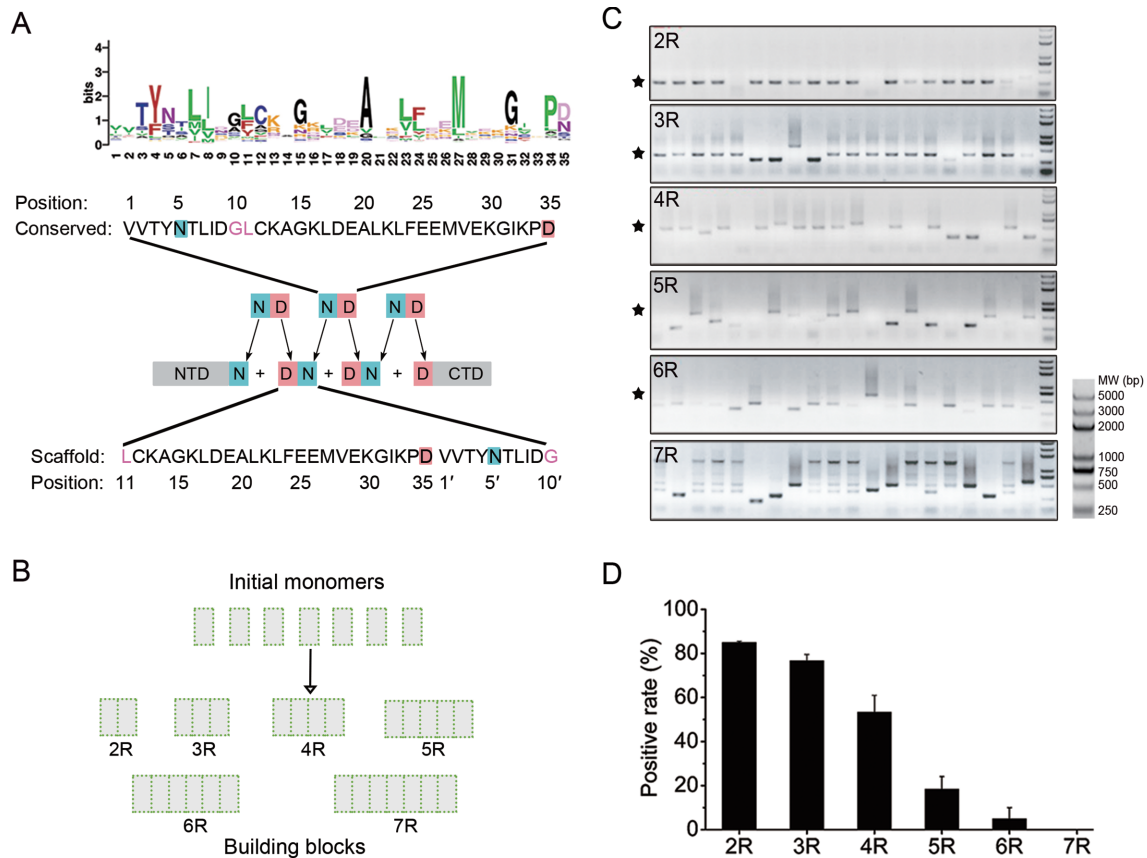 A
4
3
2
1
0
bits
1 2 3 4 5 6 7 8 9 10 11 12 13 14 15 16 17 18 19 20 21 22 23 24 25 26 27 28 29 30 31 32 33 34 35
Position: 1 5 10 15 20 25 30 35
Conserved: VVTYNTLIDGLCKAGKLDEALKLFEEMVEKGIKPD
N D N D N D
NTD N + D N + D N + D CTD
Scaffold: LCKAGKLDEALKLFEEMVEKGIKPD VVTYNTLIDG
Position: 11 15 20 25 30 35 1′ 5′ 10′
B
Initial monomers
2R 3R 4R 5R
6R 7R
Building blocks
C
2R
3R
4R
5R
6R
7R
MW (bp)
5000
3000
2000
1000
750
500
250
D
Positive rate (%)
100
80
60
40
20
0
2R 3R 4R 5R 6R 7R